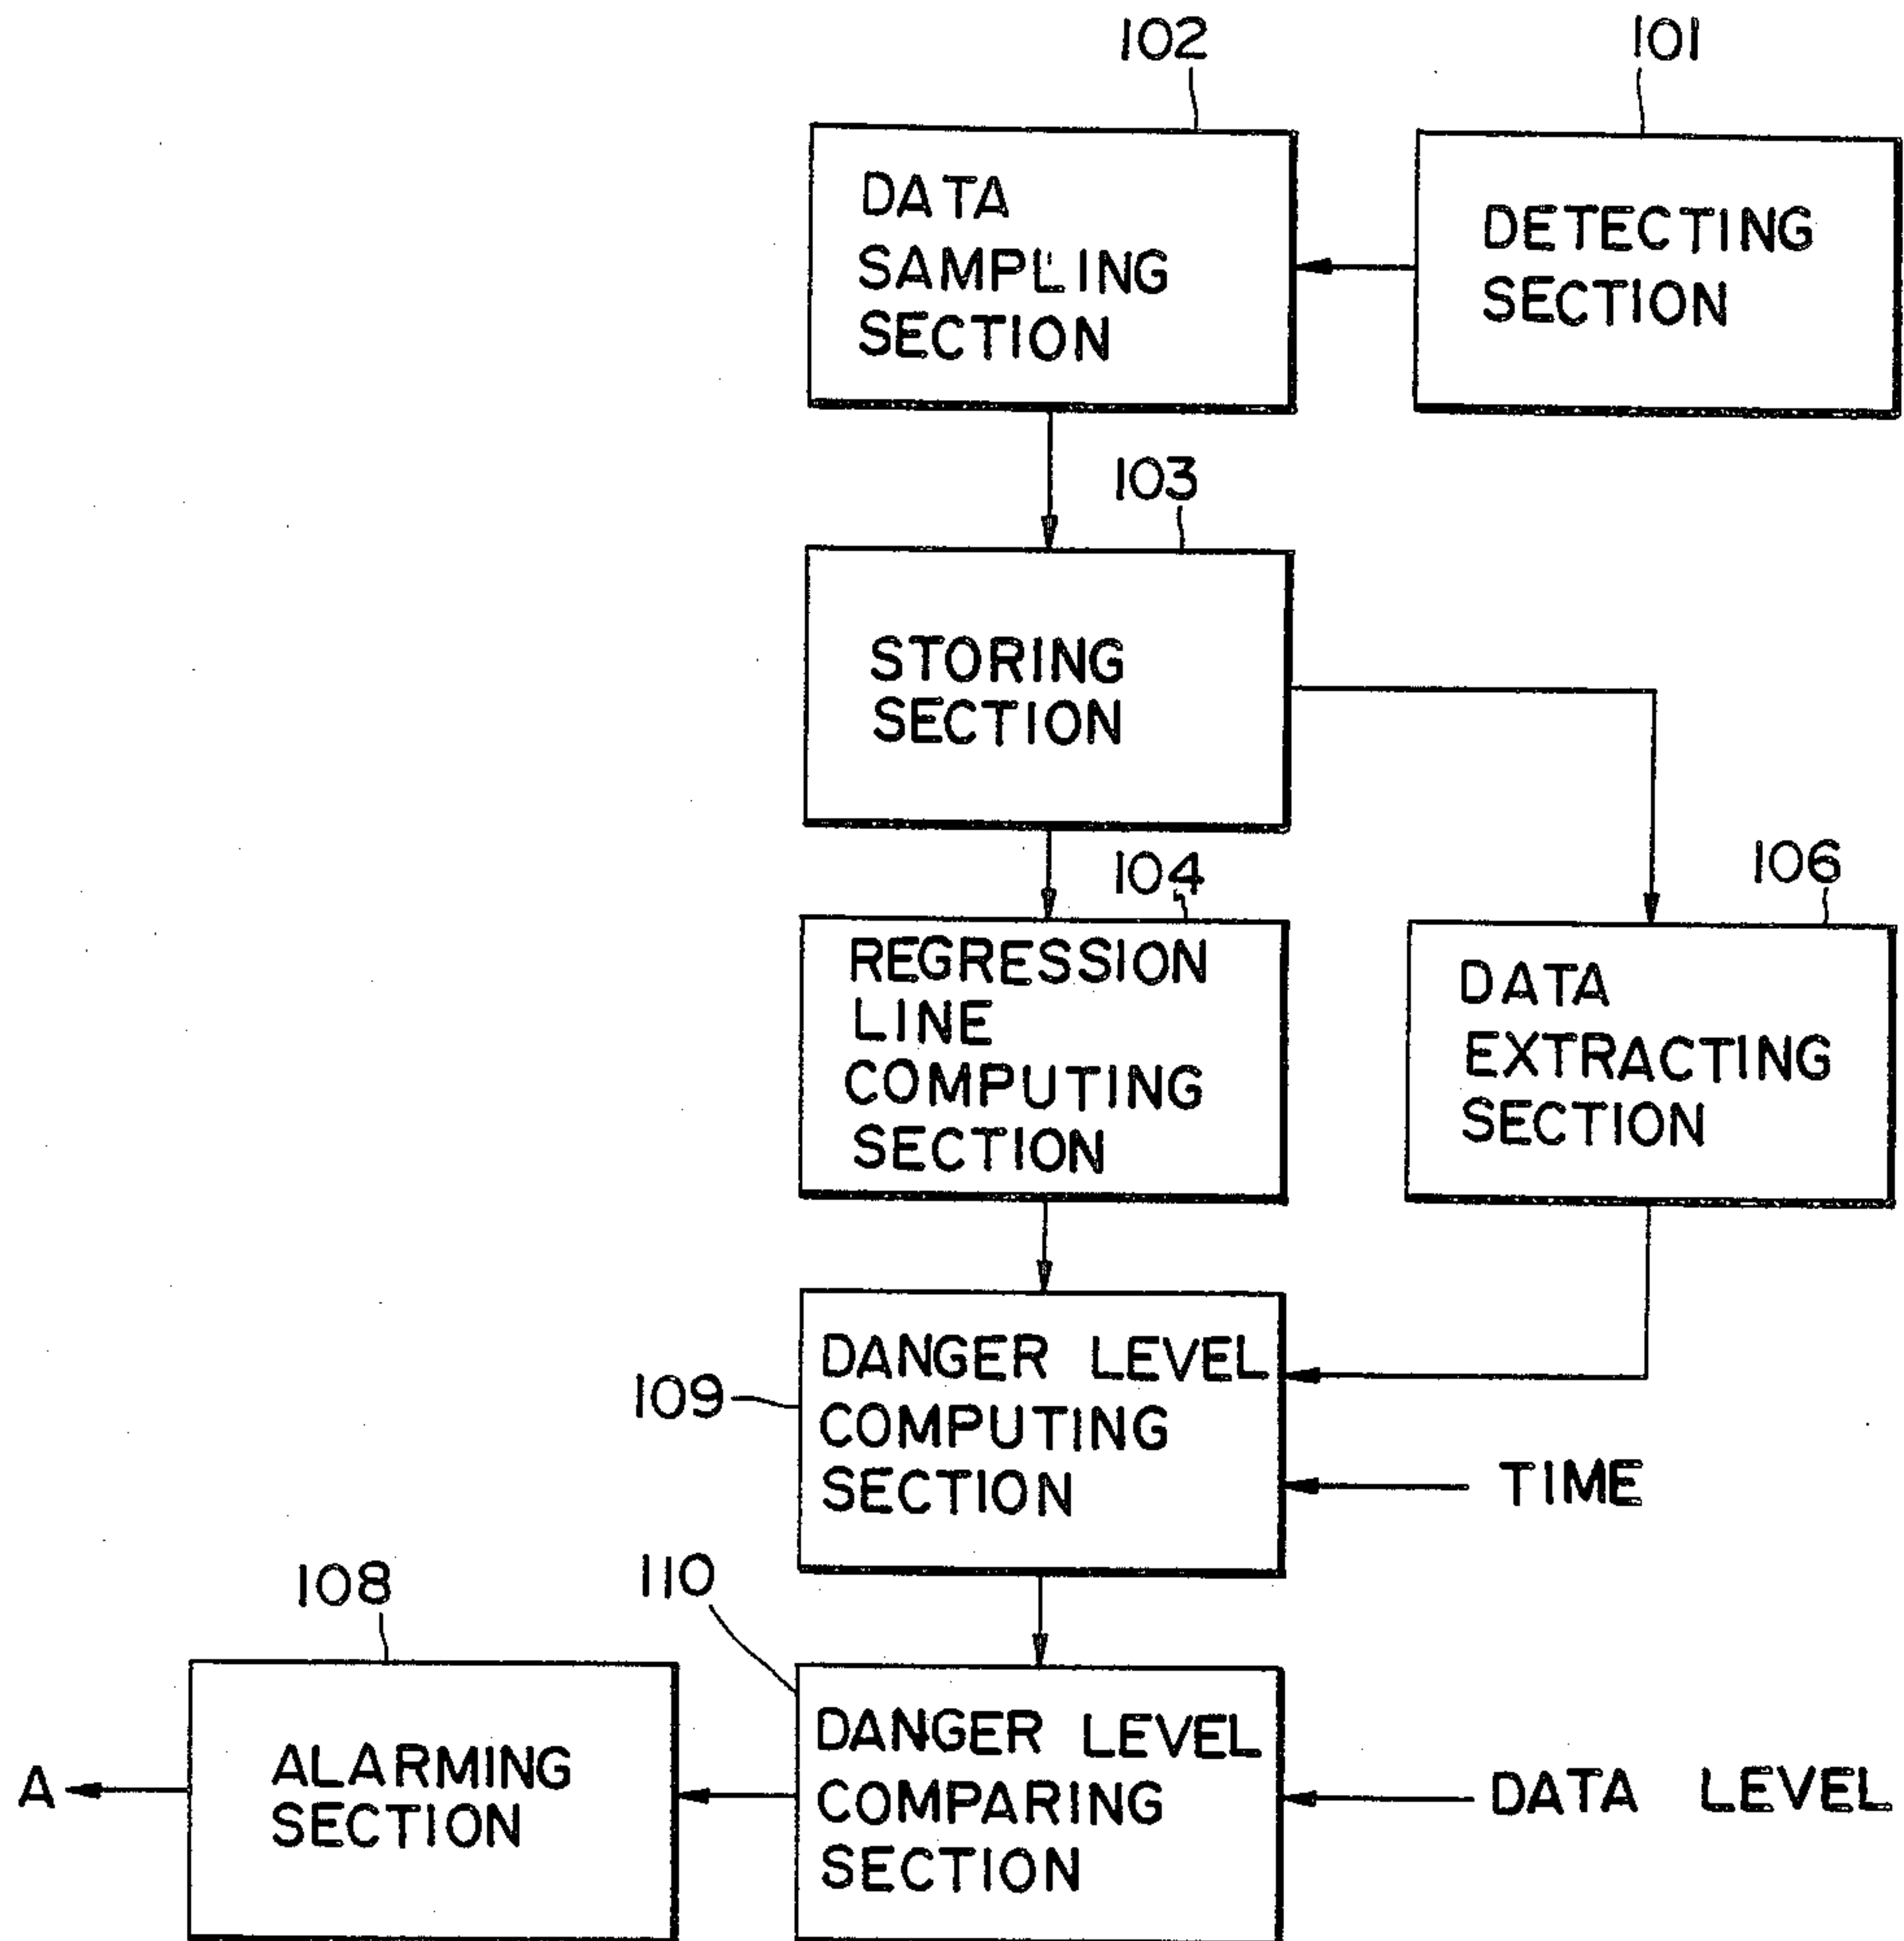 102
101
DATA
SAMPLING
SECTION
DETECTING
SECTION
103
STORING
SECTION
104
106
REGRESSION
LINE
COMPUTING
SECTION
DATA
EXTRACTING
SECTION
109
DANGER LEVEL
COMPUTING
SECTION
TIME
108
110
A
ALARMING
SECTION
DANGER LEVEL
COMPARING
SECTION
DATA LEVEL